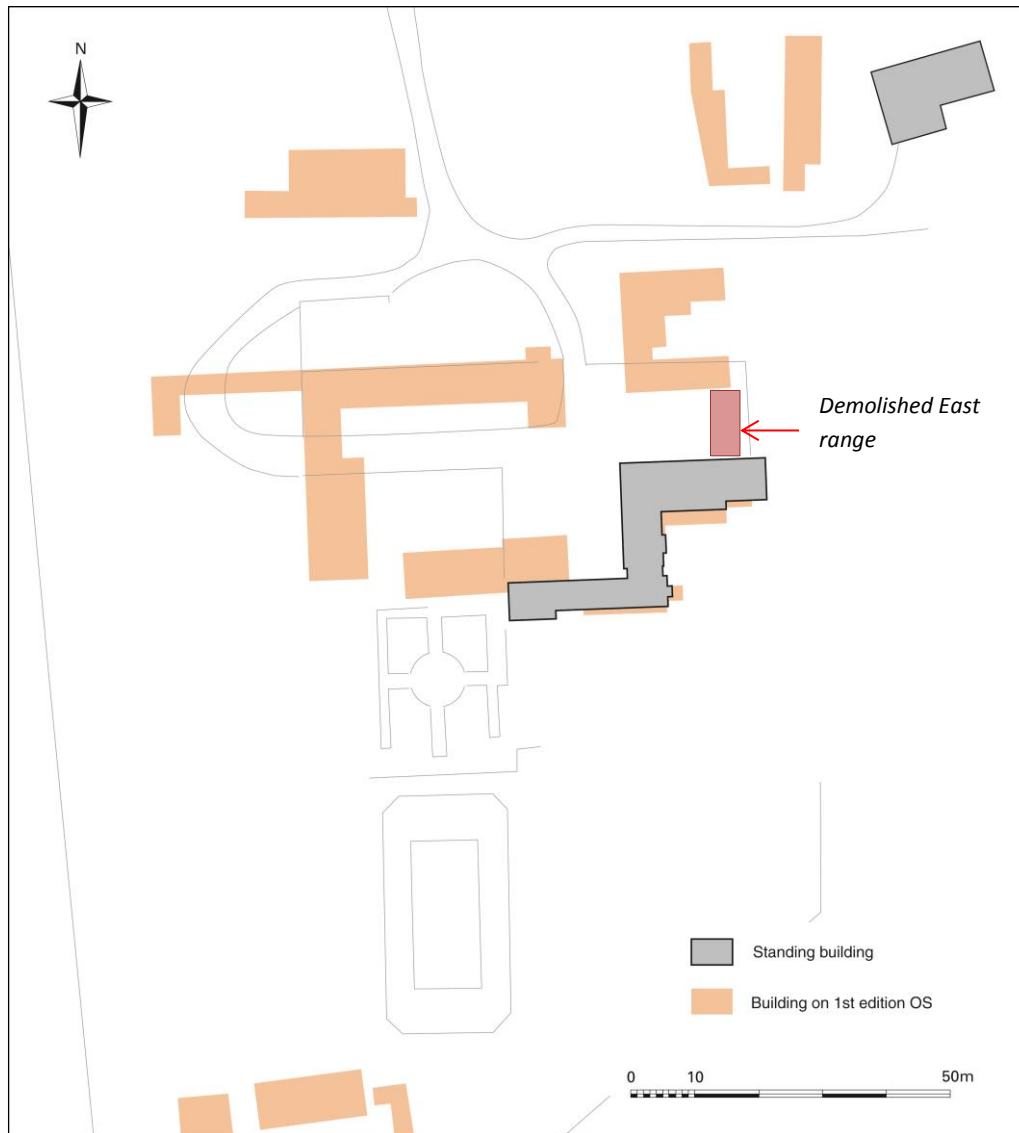 N
Demolished East
range
Standing building
Building on 1st edition OS
0 10 50m